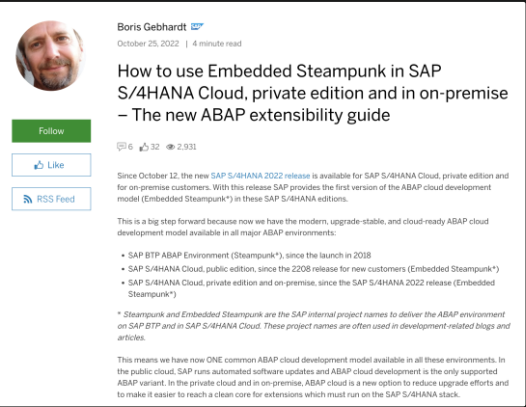 Boris Gebhardt SAP
October 25, 2022 | 4 minute read
How to use Embedded Steampunk in SAP
S/4HANA Cloud, private edition and in on-premise
– The new ABAP extensibility guide
Follow
6 32 2,931
Like
RSS Feed
Since October 12, the new SAP S/4HANA 2022 release is available for SAP S/4HANA Cloud, private edition and
for on-premise customers. With this release SAP provides the first version of the ABAP cloud development
model (Embedded Steampunk*) in these SAP S/4HANA editions.
This is a big step forward because now we have the modern, upgrade-stable, and cloud-ready ABAP cloud
development model available in all major ABAP environments:
• SAP BTP ABAP Environment (Steampunk*), since the launch in 2018
• SAP S/4HANA Cloud, public edition, since the 2208 release for new customers (Embedded Steampunk*)
• SAP S/4HANA Cloud, private edition and on-premise, since the SAP S/4HANA 2022 release (Embedded
Steampunk*)
* Steampunk and Embedded Steampunk are the SAP internal project names to deliver the ABAP environment
on SAP BTP and in SAP S/4HANA Cloud. These project names are often used in development-related blogs and
articles.
This means we have now ONE common ABAP cloud development model available in all these environments. In
the public cloud, SAP runs automated software updates and ABAP cloud development is the only supported
ABAP variant. In the private cloud and in on-premise, ABAP cloud is a new option to reduce upgrade efforts and
to make it easier to reach a clean core for extensions which must run on the SAP S/4HANA stack.